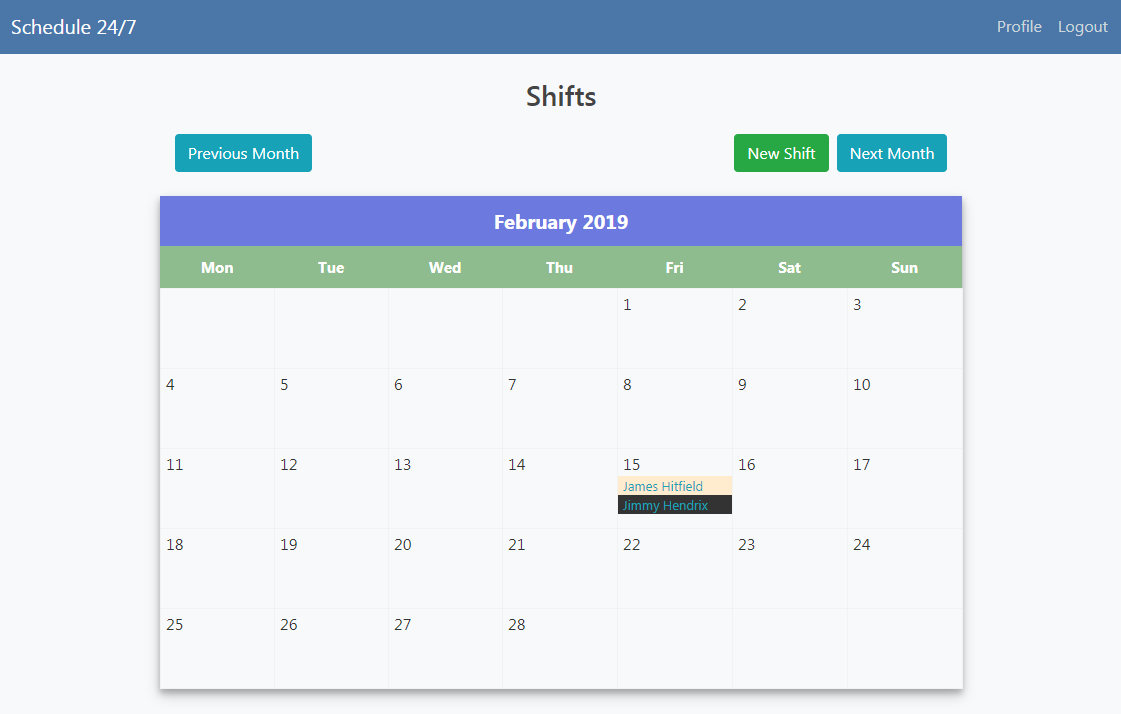 Schedule 24/7 Profile Logout
Shifts
Previous Month New Shift Next Month
February 2019
Mon Tue Wed Thu Fri Sat Sun
1 2 3
4 5 6 7 8 9 10
11 12 13 14 15 16 17
James Hitfield
Jimmy Hendrix
18 19 20 21 22 23 24
25 26 27 28